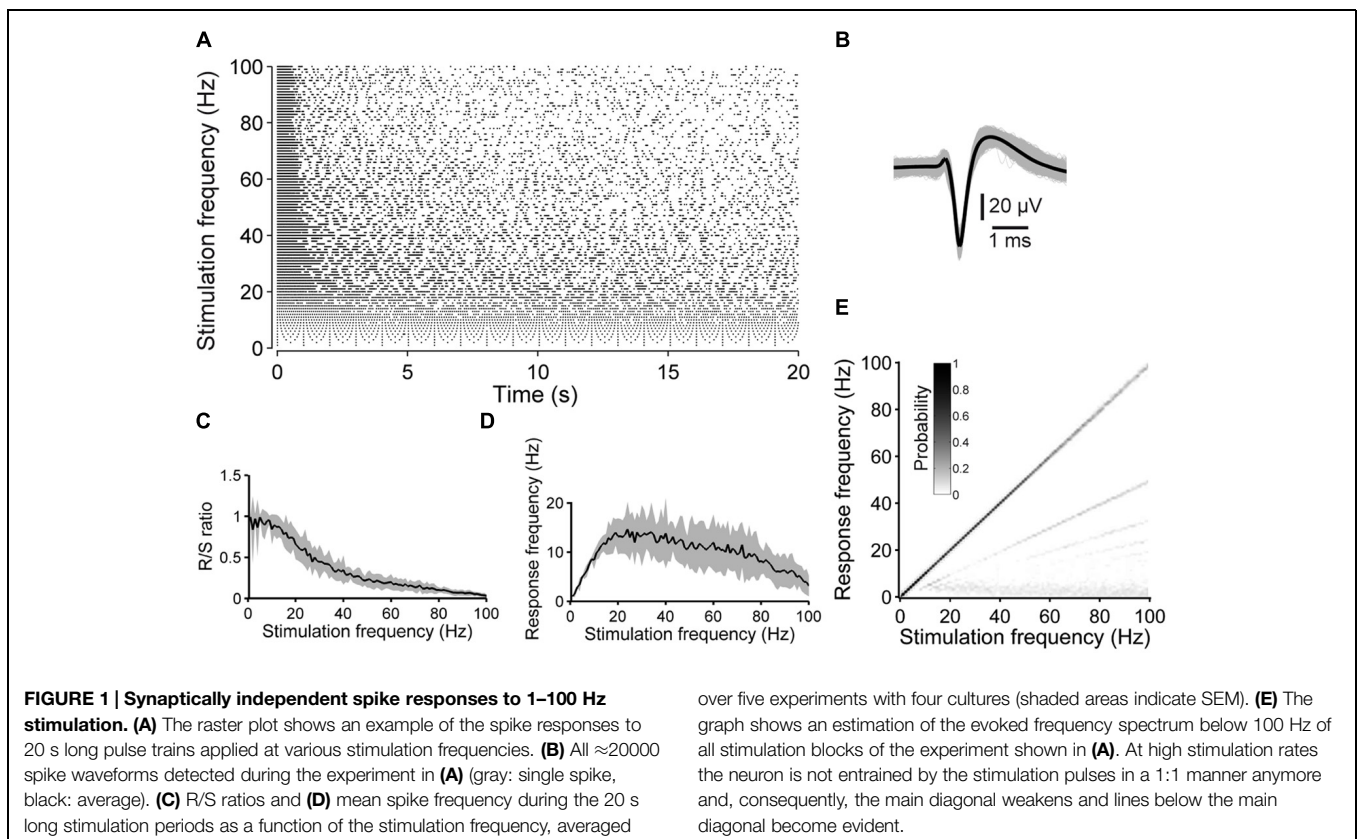 A
Stimulation frequency (Hz)
100
80
60
40
20
0
0 5 10 15 20
Time (s)
B
20 µV
1 ms
C
R/S ratio
1.5
1
0.5
0
0 20 40 60 80 100
Stimulation frequency (Hz)
D
Response frequency (Hz)
20
10
0
0 20 40 60 80 100
Stimulation frequency (Hz)
E
Response frequency (Hz)
100
80
60
40
20
0
Probability
1
0.8
0.6
0.4
0.2
0
0 20 40 60 80 100
Stimulation frequency (Hz)
FIGURE 1 | Synaptically independent spike responses to 1–100 Hz
stimulation. (A) The raster plot shows an example of the spike responses to
20 s long pulse trains applied at various stimulation frequencies. (B) All ≈20000
spike waveforms detected during the experiment in (A) (gray: single spike,
black: average). (C) R/S ratios and (D) mean spike frequency during the 20 s
long stimulation periods as a function of the stimulation frequency, averaged
over five experiments with four cultures (shaded areas indicate SEM). (E) The
graph shows an estimation of the evoked frequency spectrum below 100 Hz of
all stimulation blocks of the experiment shown in (A). At high stimulation rates
the neuron is not entrained by the stimulation pulses in a 1:1 manner anymore
and, consequently, the main diagonal weakens and lines below the main
diagonal become evident.